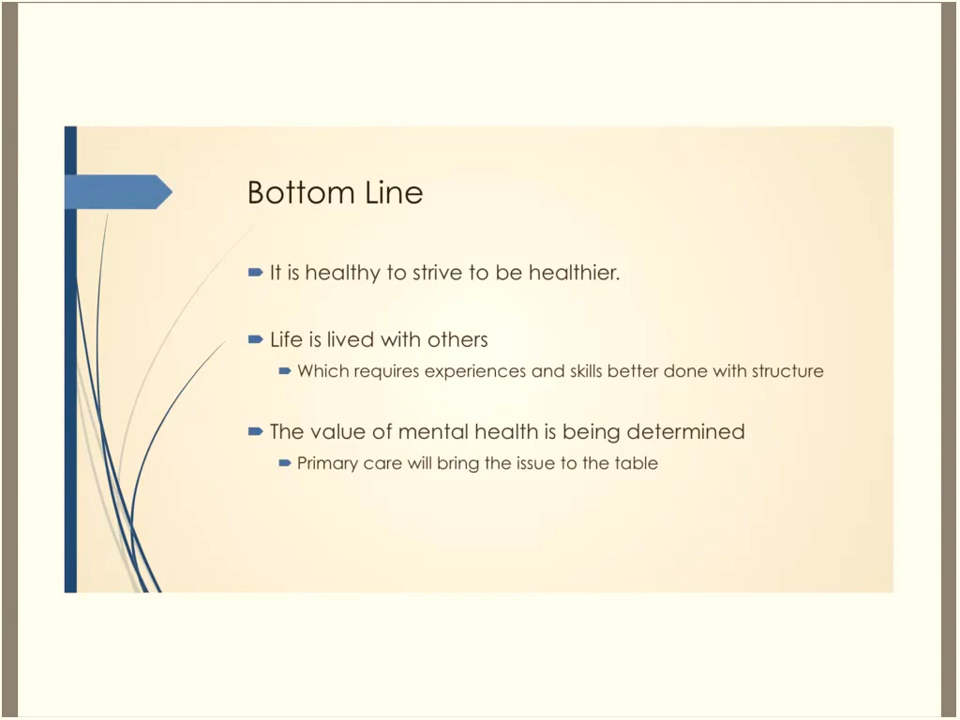 Bottom Line
It is healthy to strive to be healthier.
Life is lived with others
Which requires experiences and skills better done with structure
The value of mental health is being determined
Primary care will bring the issue to the table